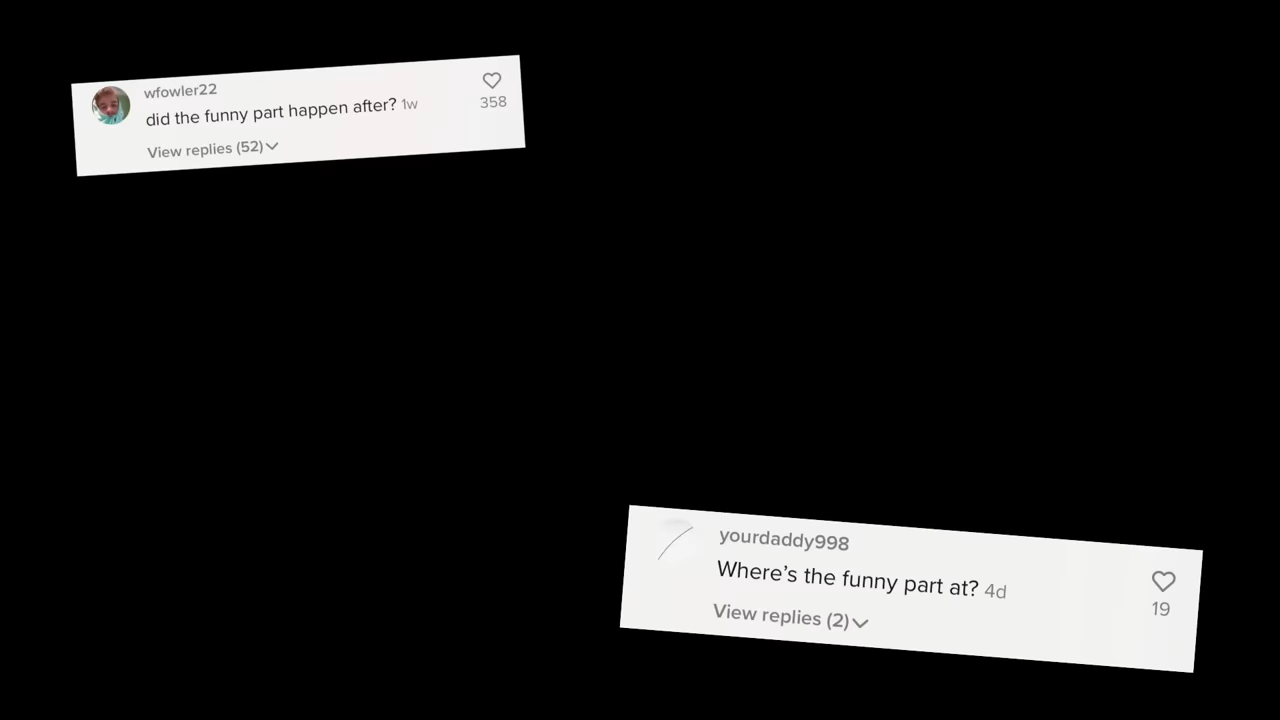 wfowler22
did the funny part happen after? 1w
358
View replies (52)
yourdaddy998
Where's the funny part at? 4d
19
View replies (2)